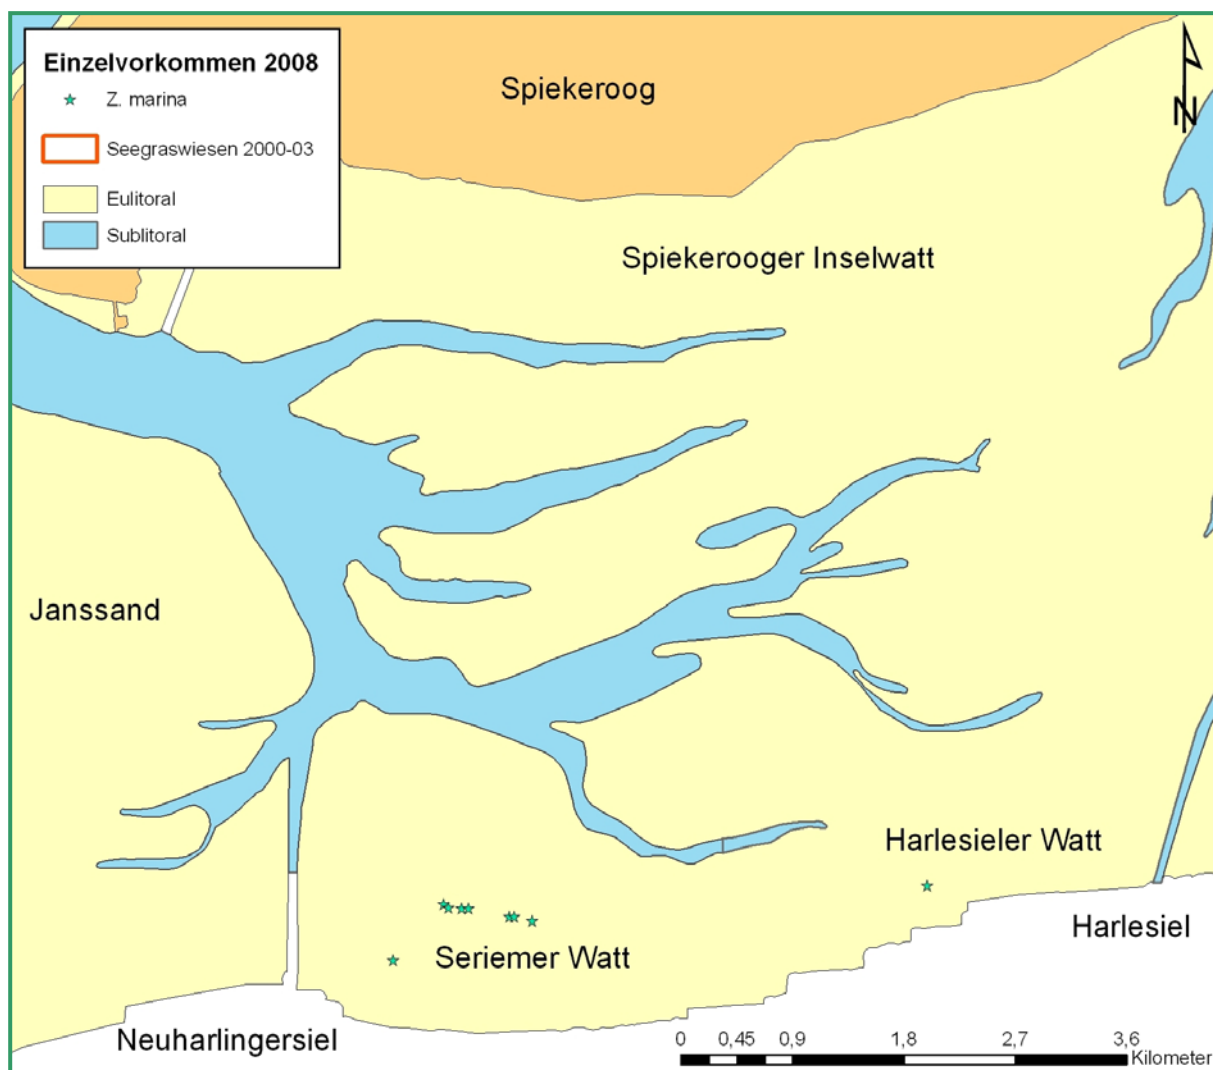 Einzelvorkommen 2008
Z. marina
Seegraswiesen 2000-03
Eulitoral
Sublitoral
Spiekeroog
N
Spiekerooger Inselwatt
Janssand
Harlesieler Watt
Harlesiel
Seriemer Watt
Neuharlingersiel
0 0,45 0,9 1,8 2,7 3,6
Kilometer